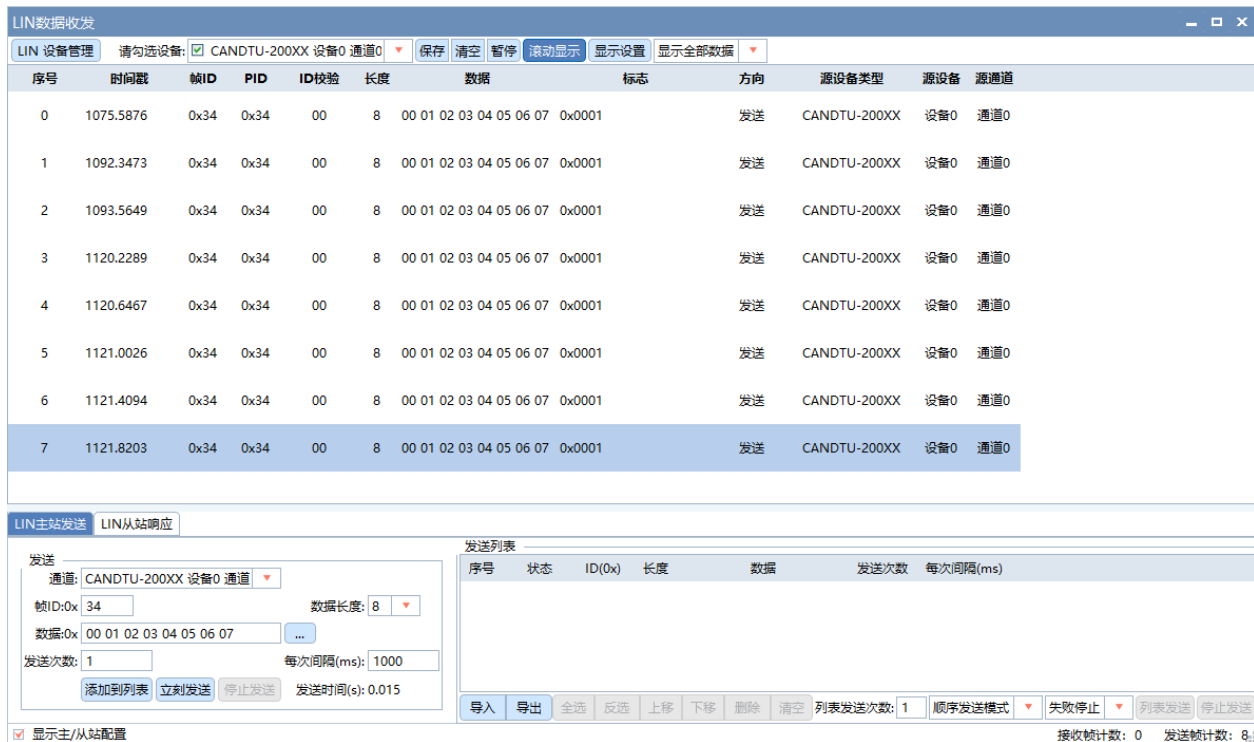 LIN数据收发
LIN 设备管理 请勾选设备: CANDTU-200XX 设备0 通道0 保存 清空 暂停 滚动显示 显示设置 显示全部数据
序号 时间戳 帧ID PID ID校验 长度 数据 标志 方向 源设备类型 源设备 源通道
0 1075.5876 0x34 0x34 00 8 00 01 02 03 04 05 06 07 0x0001 发送 CANDTU-200XX 设备0 通道0
1 1092.3473 0x34 0x34 00 8 00 01 02 03 04 05 06 07 0x0001 发送 CANDTU-200XX 设备0 通道0
2 1093.5649 0x34 0x34 00 8 00 01 02 03 04 05 06 07 0x0001 发送 CANDTU-200XX 设备0 通道0
3 1120.2289 0x34 0x34 00 8 00 01 02 03 04 05 06 07 0x0001 发送 CANDTU-200XX 设备0 通道0
4 1120.6467 0x34 0x34 00 8 00 01 02 03 04 05 06 07 0x0001 发送 CANDTU-200XX 设备0 通道0
5 1121.0026 0x34 0x34 00 8 00 01 02 03 04 05 06 07 0x0001 发送 CANDTU-200XX 设备0 通道0
6 1121.4094 0x34 0x34 00 8 00 01 02 03 04 05 06 07 0x0001 发送 CANDTU-200XX 设备0 通道0
7 1121.8203 0x34 0x34 00 8 00 01 02 03 04 05 06 07 0x0001 发送 CANDTU-200XX 设备0 通道0
LIN主站发送 LIN从站响应
发送
通道: CANDTU-200XX 设备0 通道
帧ID:0x 34 数据长度: 8
数据:0x 00 01 02 03 04 05 06 07 ...
发送次数: 1 每次间隔(ms): 1000
添加到列表 立刻发送 停止发送 发送时间(s): 0.015
发送列表
序号 状态 ID(0x) 长度 数据 发送次数 每次间隔(ms)
导入 导出 全选 反选 上移 下移 删除 清空 列表发送次数: 1 顺序发送模式 失败停止 列表发送 停止发送
显示主/从站配置 接收帧计数: 0 发送帧计数: 8